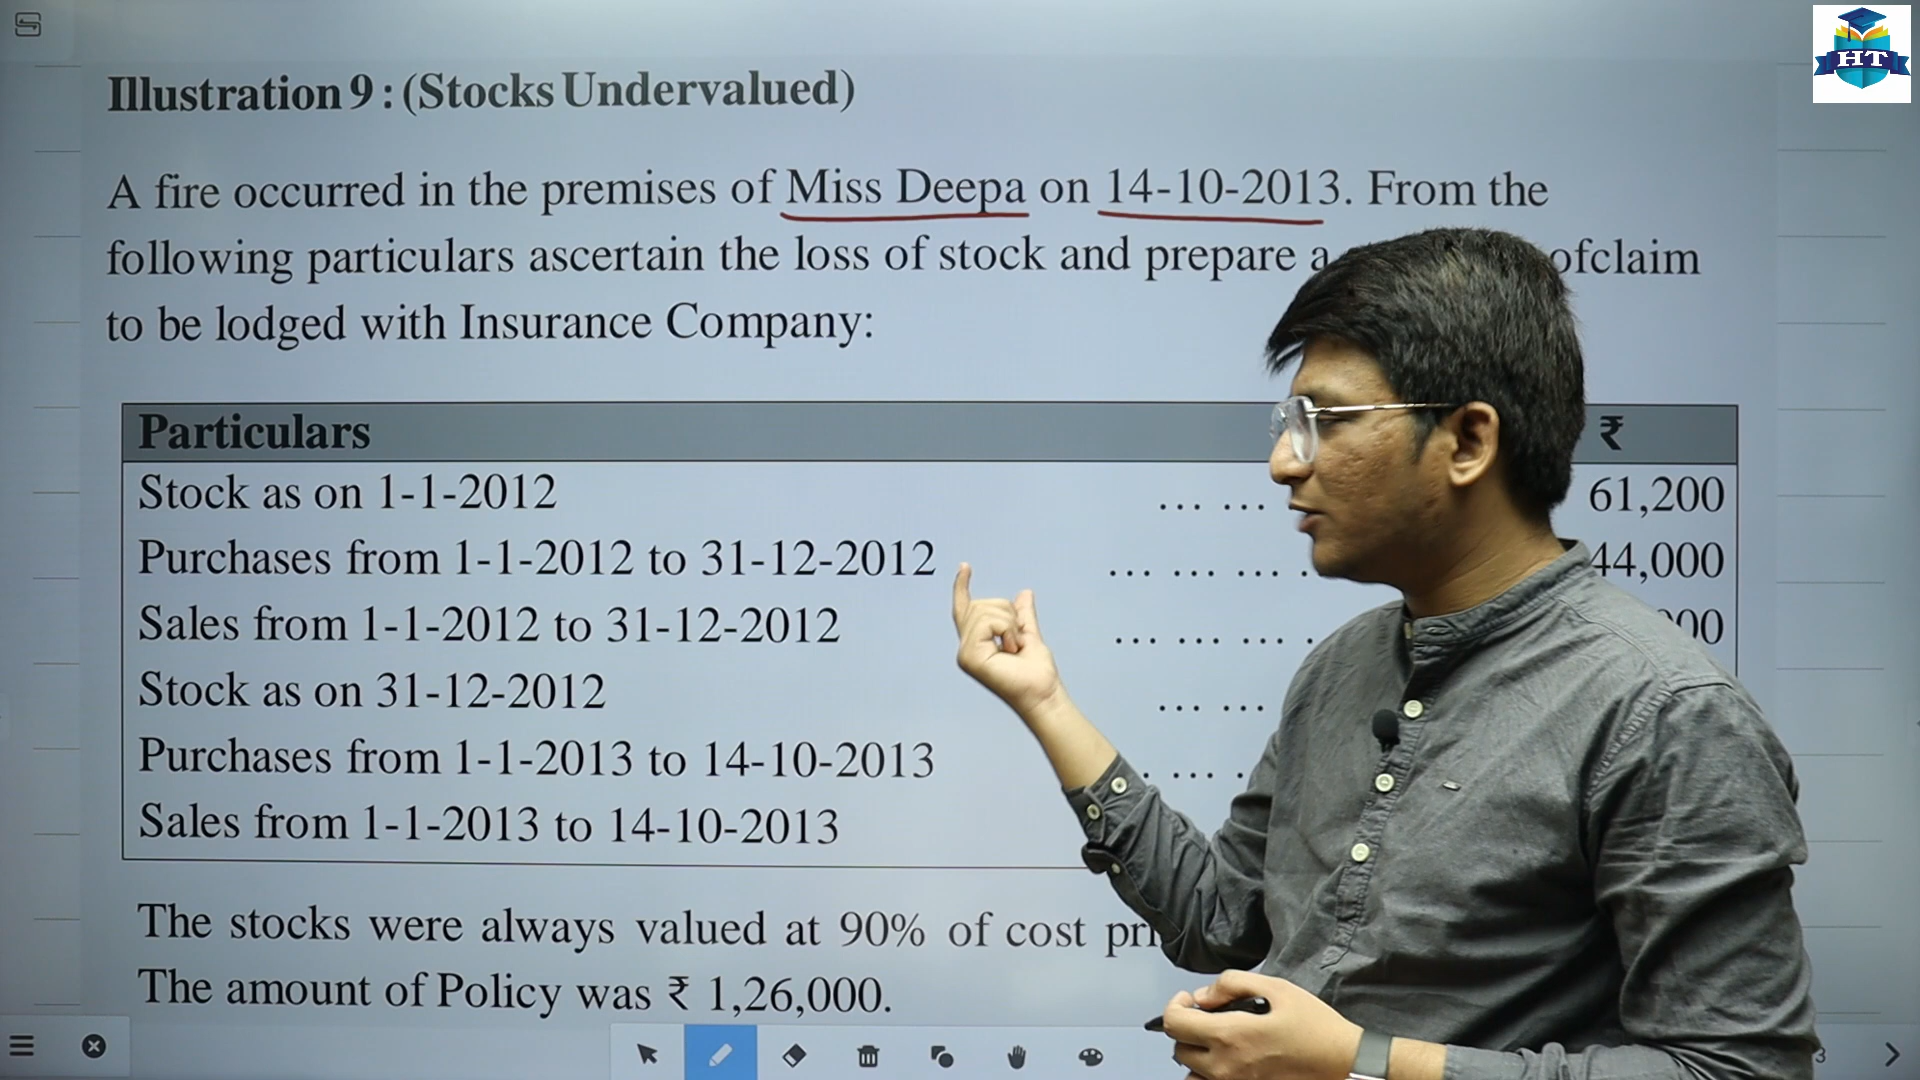 HT
Illustration 9 : (Stocks Undervalued)
A fire occurred in the premises of Miss Deepa on 14-10-2013. From the
following particulars ascertain the loss of stock and prepare a ofclaim
to be lodged with Insurance Company:
Particulars ₹
Stock as on 1-1-2012 ... ... 61,200
Purchases from 1-1-2012 to 31-12-2012 ... ... ... . 44,000
Sales from 1-1-2012 to 31-12-2012 ... ... ... . 00
Stock as on 31-12-2012 ... ...
Purchases from 1-1-2013 to 14-10-2013 . ... .
Sales from 1-1-2013 to 14-10-2013
The stocks were always valued at 90% of cost
The amount of Policy was ₹ 1,26,000.
3